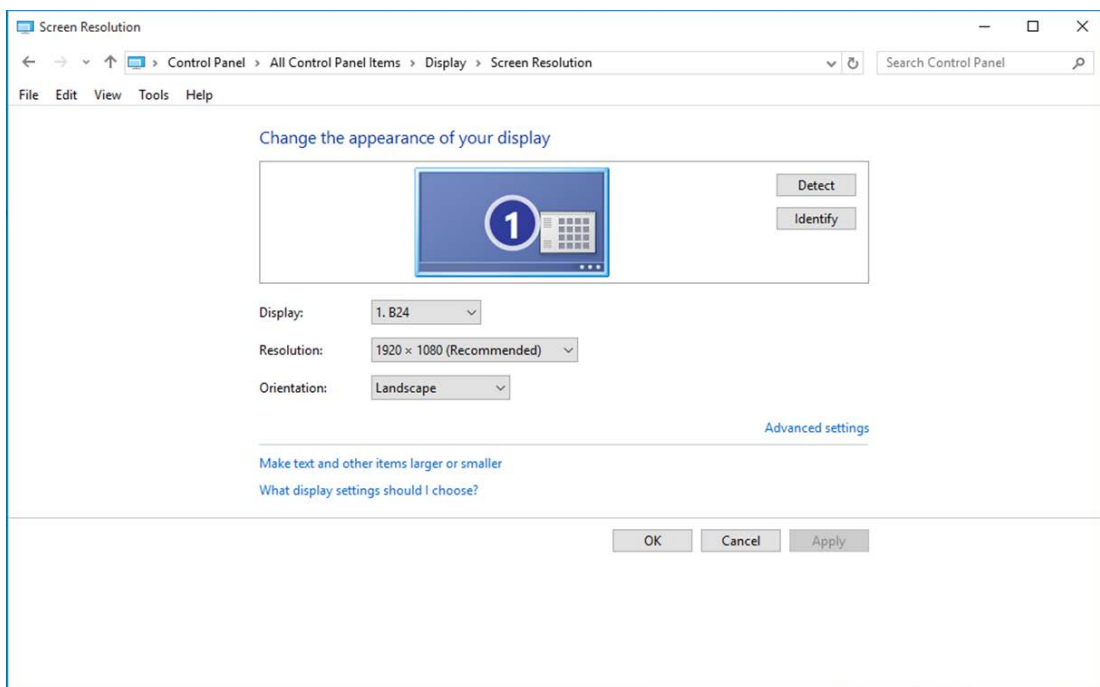 Screen Resolution
Control Panel > All Control Panel Items > Display > Screen Resolution
Search Control Panel
File Edit View Tools Help
Change the appearance of your display
1
Detect
Identify
Display: 1. B24
Resolution: 1920 × 1080 (Recommended)
Orientation: Landscape
Advanced settings
Make text and other items larger or smaller
What display settings should I choose?
OK Cancel Apply